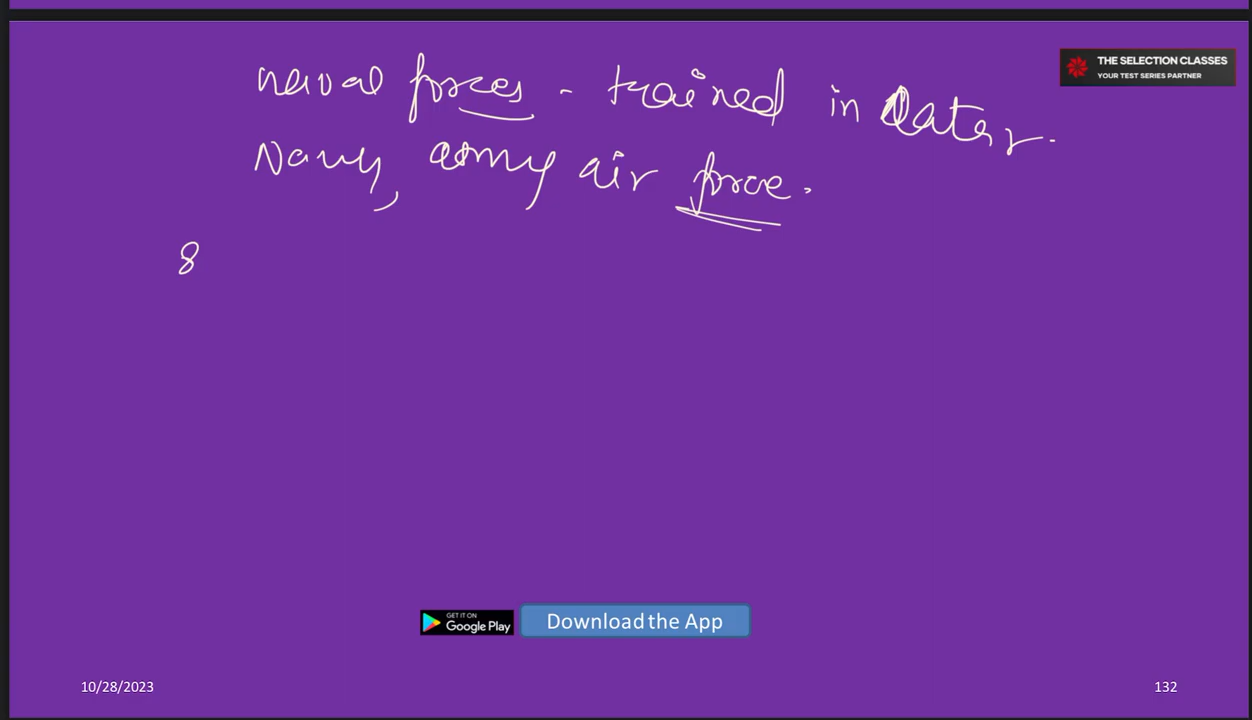 THE SELECTION CLASSES
YOUR TEST SERIES PARTNER
naval forces - trained in Qatar.
Navy, army air force.
8
GET IT ON
Google Play
Download the App
10/28/2023
132